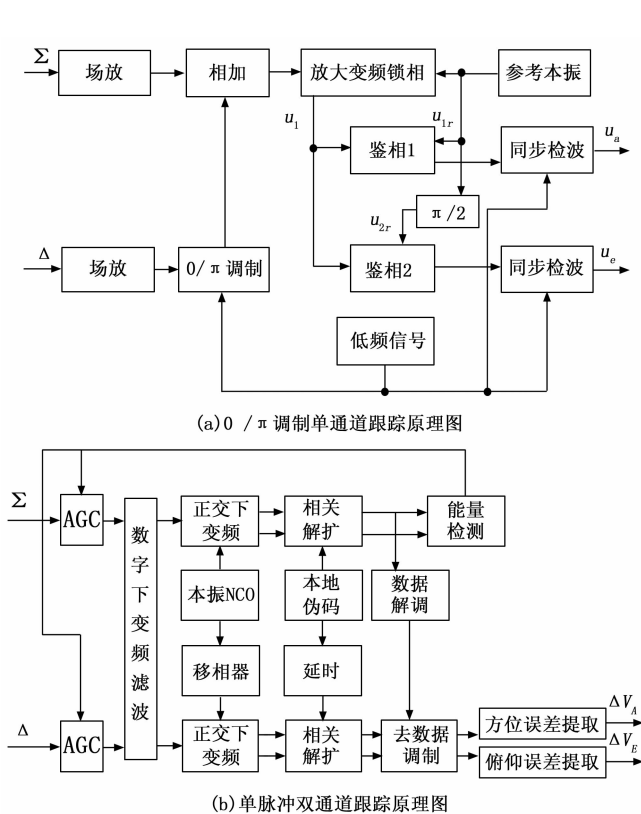 Σ
场放
相加
放大变频锁相
参考本振
u₁
u₁ᵣ
鉴相1
同步检波
uₐ
π/2
u₂ᵣ
Δ
场放
0/π调制
鉴相2
同步检波
uₑ
低频信号
(a)0 /π调制单通道跟踪原理图
Σ
AGC
数字下变频滤波
正交下
变频
相关
解扩
能量
检测
本振NCO
本地
伪码
数据
解调
移相器
延时
Δ
AGC
正交下
变频
相关
解扩
去数据
调制
方位误差提取
ΔV_A
俯仰误差提取
ΔV_E
(b)单脉冲双通道跟踪原理图